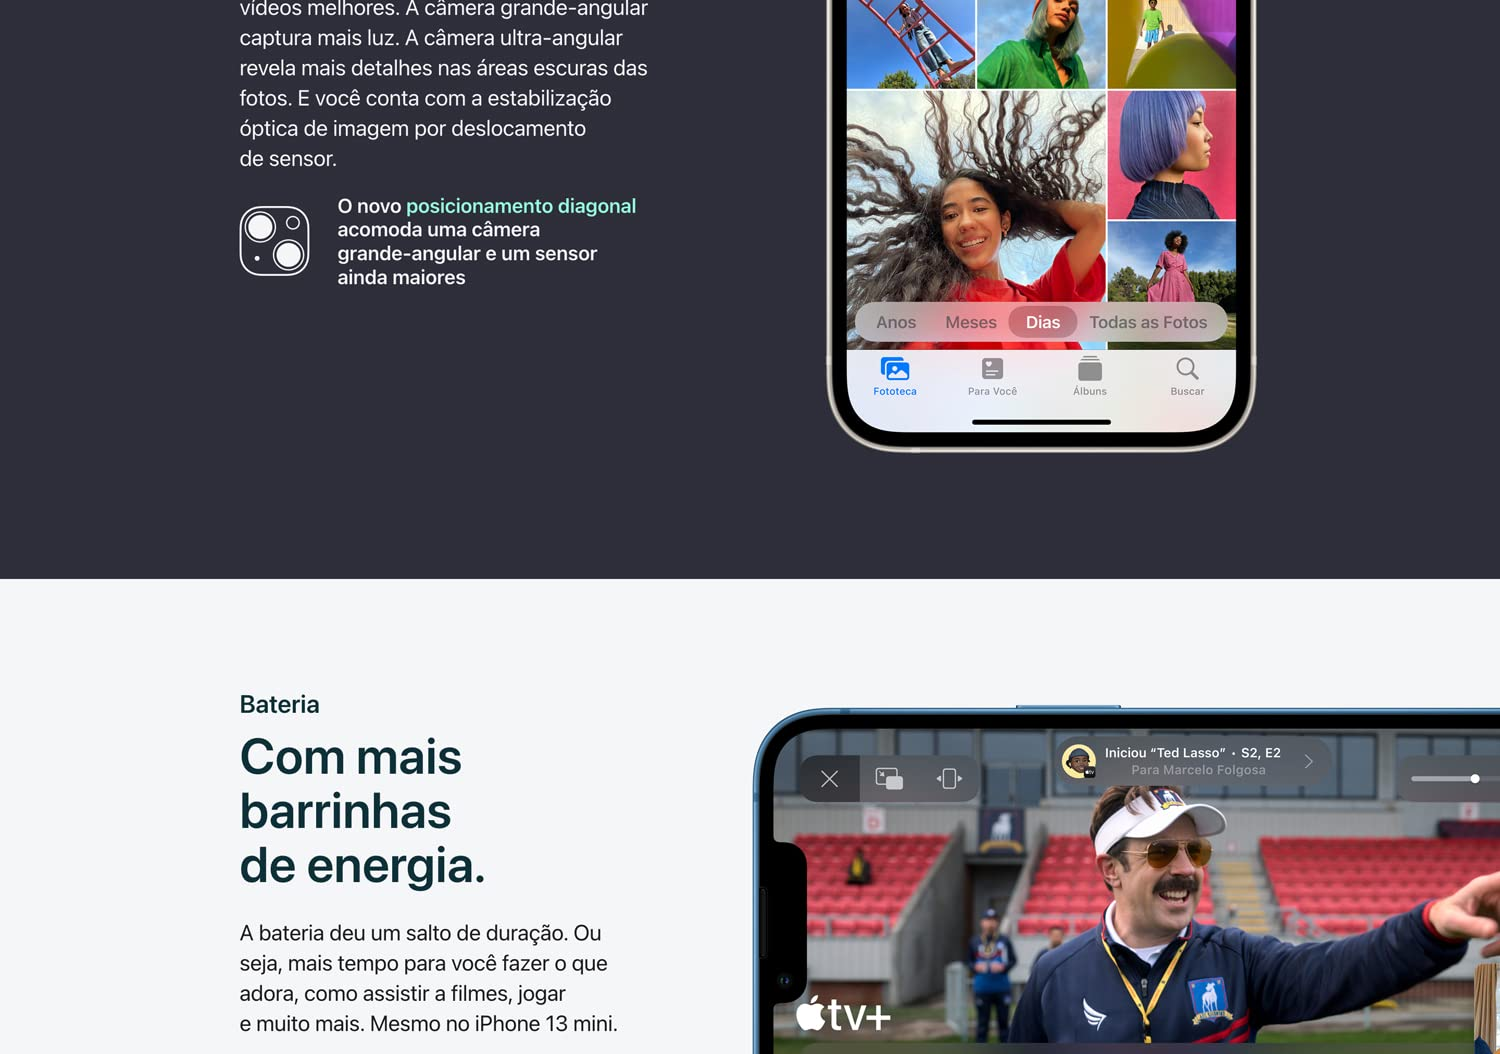 vídeos melhores. A câmera grande-angular
captura mais luz. A câmera ultra-angular
revela mais detalhes nas áreas escuras das
fotos. E você conta com a estabilização
óptica de imagem por deslocamento
de sensor.
O novo posicionamento diagonal
acomoda uma câmera
grande-angular e um sensor
ainda maiores
Anos Meses Dias Todas as Fotos
Fototeca Para Você Álbuns Buscar
Bateria
Com mais
barrinhas
de energia.
A bateria deu um salto de duração. Ou
seja, mais tempo para você fazer o que
adora, como assistir a filmes, jogar
e muito mais. Mesmo no iPhone 13 mini.
Iniciou “Ted Lasso” • S2, E2
Para Marcelo Folgosa
tv+